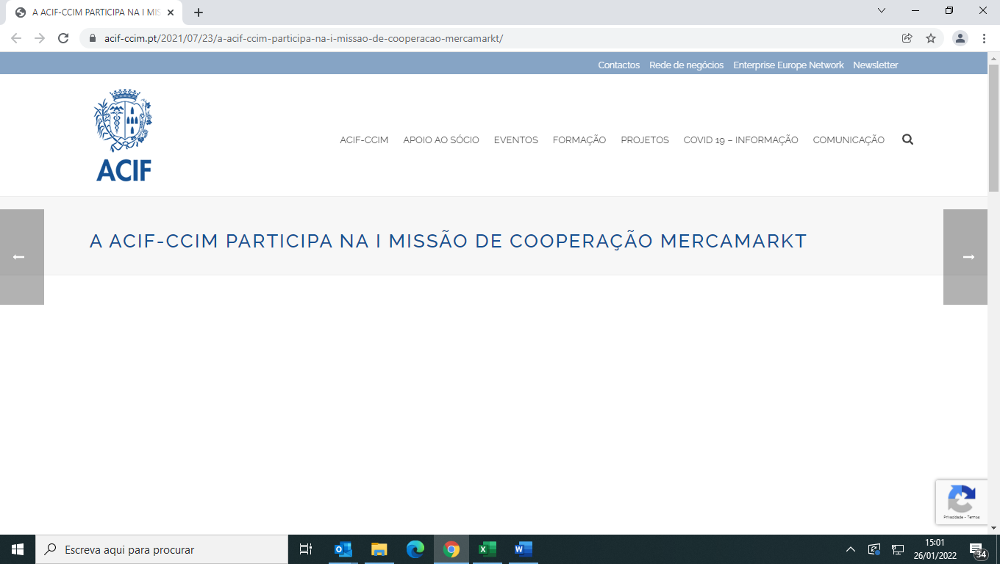 A ACIF-CCIM PARTICIPA NA I MIS
acif-ccim.pt/2021/07/23/a-acif-ccim-participa-na-i-missao-de-cooperacao-mercamarkt/
Contactos Rede de negócios Enterprise Europe Network Newsletter
ACIF
ACIF-CCIM APOIO AO SÓCIO EVENTOS FORMAÇÃO PROJETOS COVID 19 – INFORMAÇÃO COMUNICAÇÃO
A ACIF-CCIM PARTICIPA NA I MISSÃO DE COOPERAÇÃO MERCAMARKT
Privacidade - Termos
Escreva aqui para procurar
15:01
26/01/2022
34